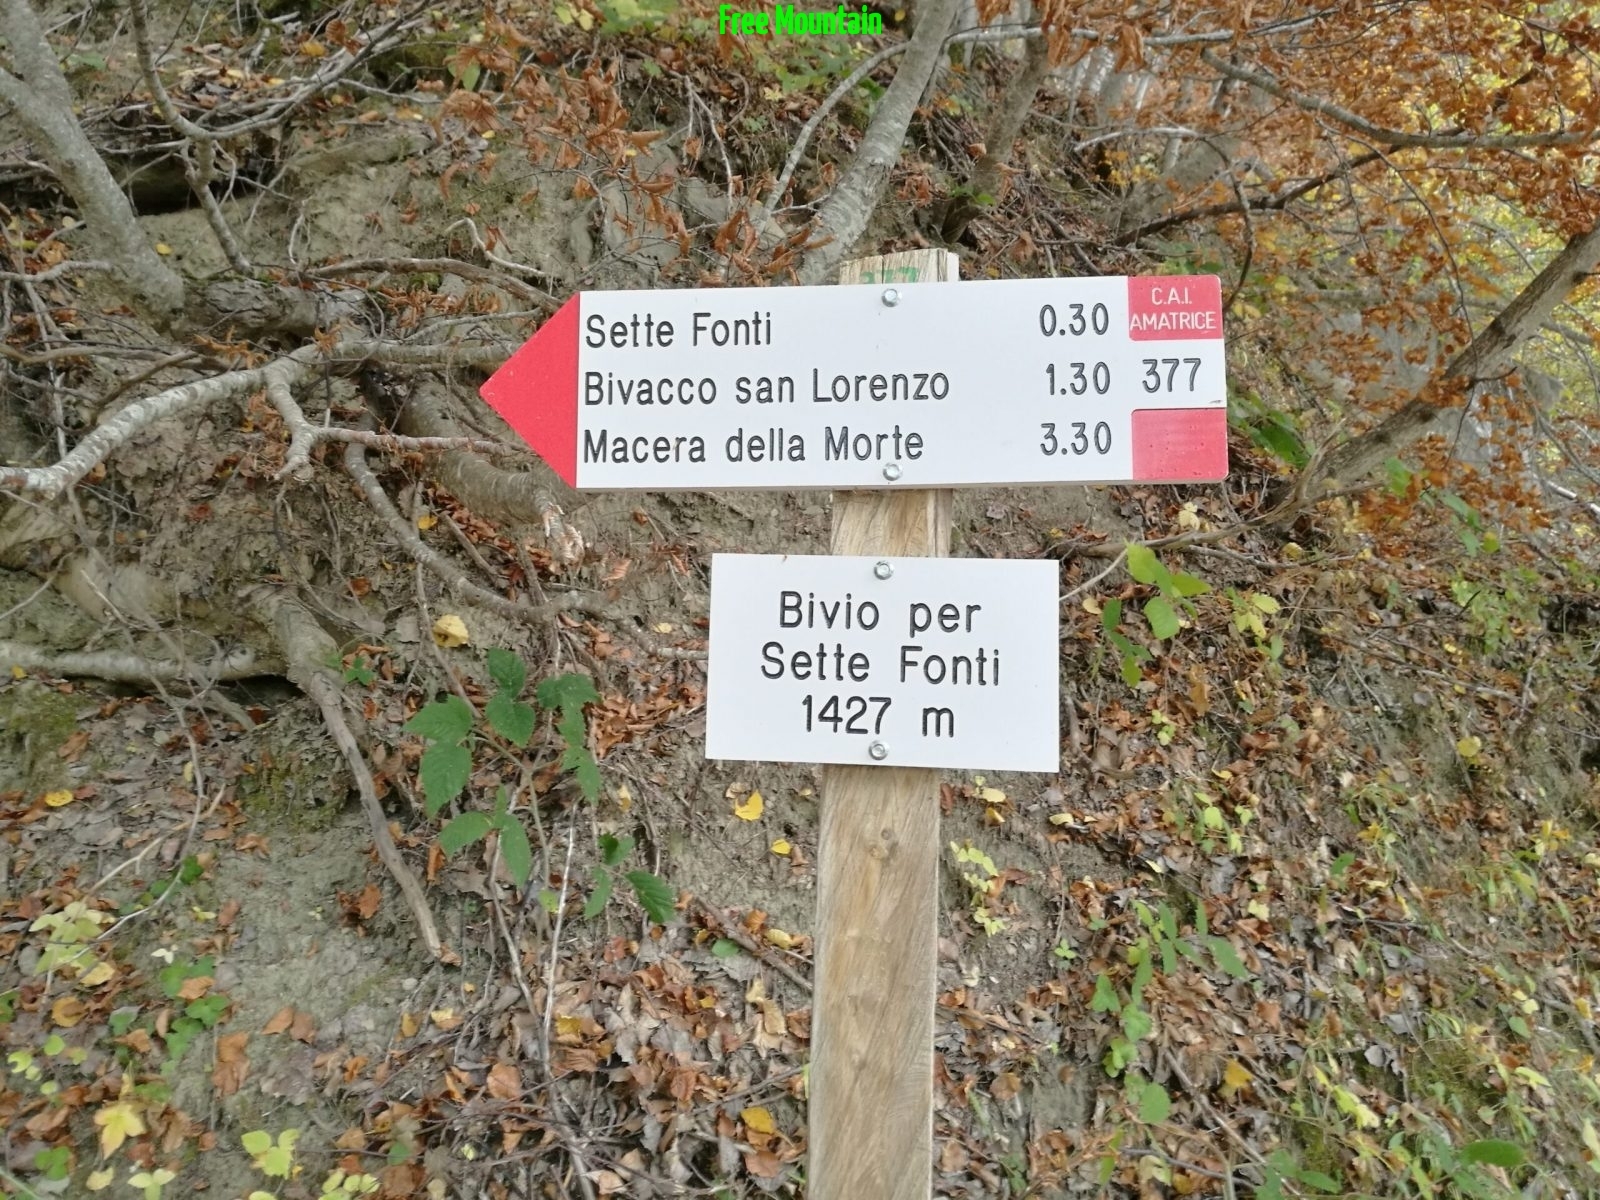 Free Mountain
Sette Fonti 0.30
Bivacco san Lorenzo 1.30
Macera della Morte 3.30
C.A.I.
AMATRICE
377
Bivio per
Sette Fonti
1427 m